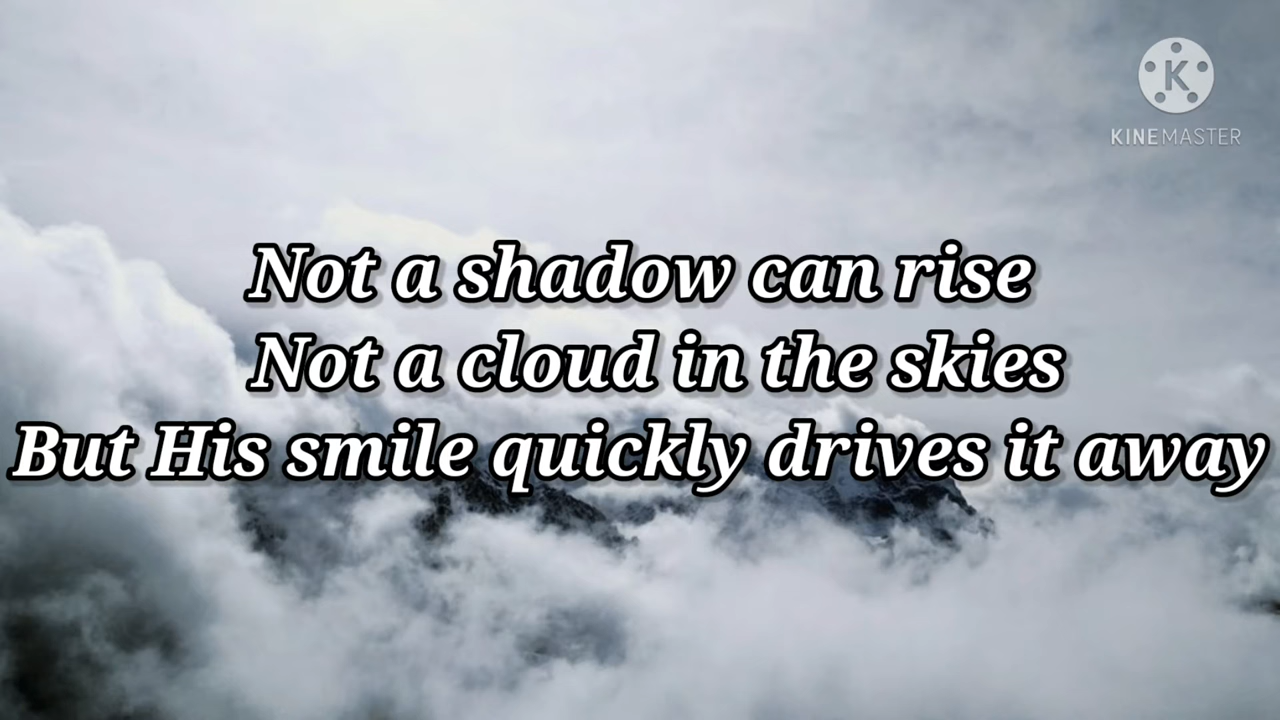 KINEMASTER
Not a shadow can rise
Not a cloud in the skies
But His smile quickly drives it away